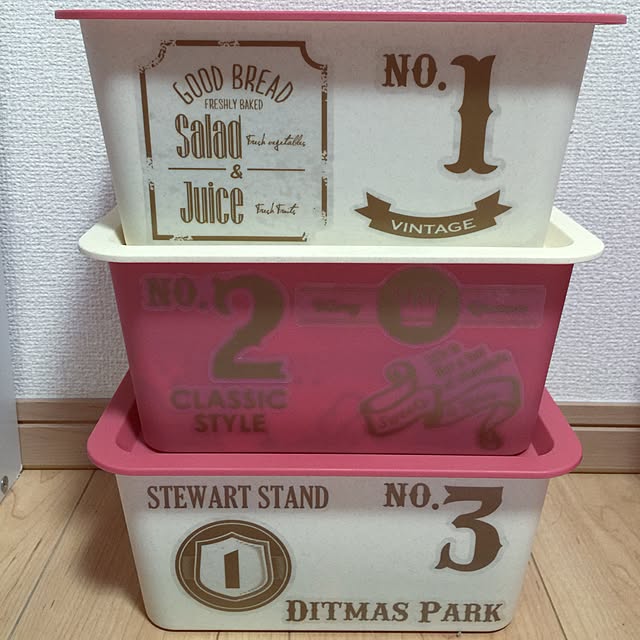 GOOD BREAD
FRESHLY BAKED
Salad
Fresh vegetables
&
Juice
Fresh Fruits
NO. 1
VINTAGE
NO. 2
CLASSIC
STYLE
STEWART STAND
1
NO. 3
DITMAS PARK